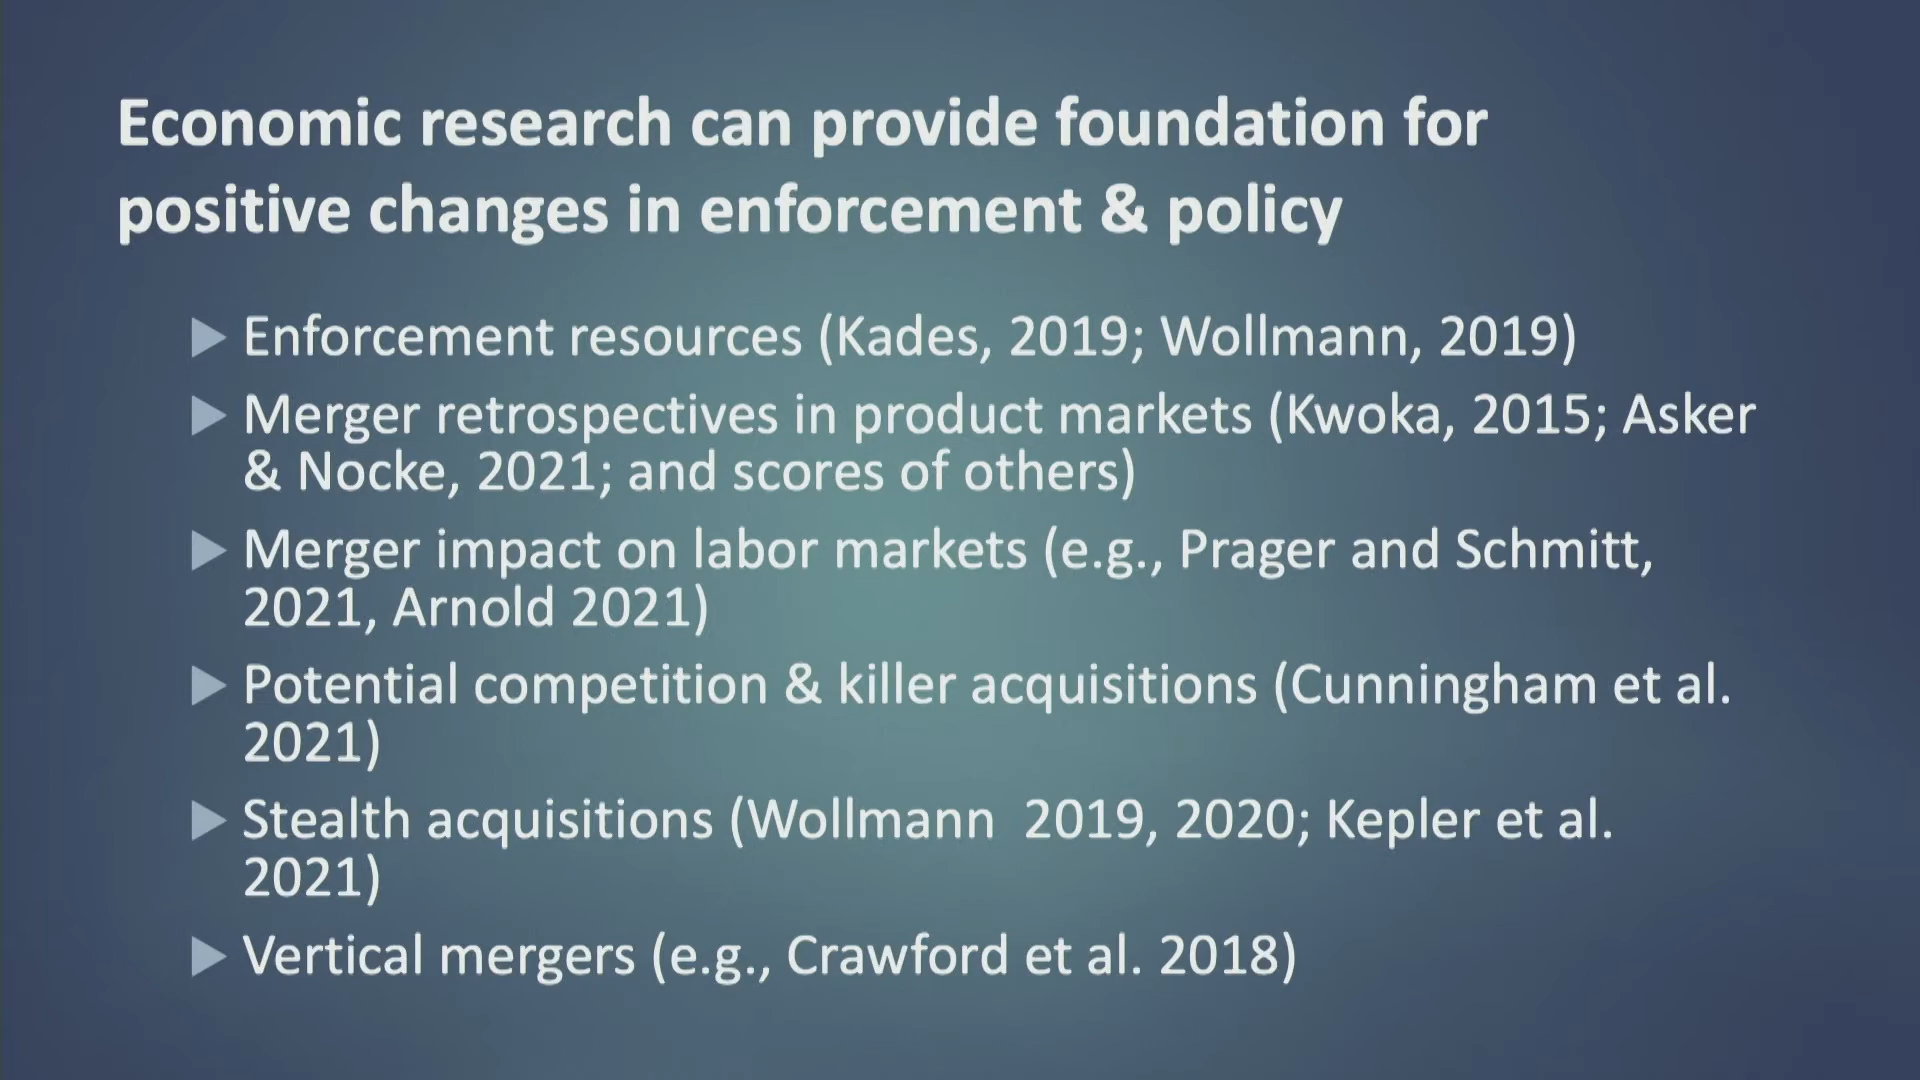 Economic research can provide foundation for
positive changes in enforcement & policy
Enforcement resources (Kades, 2019; Wollmann, 2019)
Merger retrospectives in product markets (Kwoka, 2015; Asker
& Nocke, 2021; and scores of others)
Merger impact on labor markets (e.g., Prager and Schmitt,
2021, Arnold 2021)
Potential competition & killer acquisitions (Cunningham et al.
2021)
Stealth acquisitions (Wollmann  2019, 2020; Kepler et al.
2021)
Vertical mergers (e.g., Crawford et al. 2018)